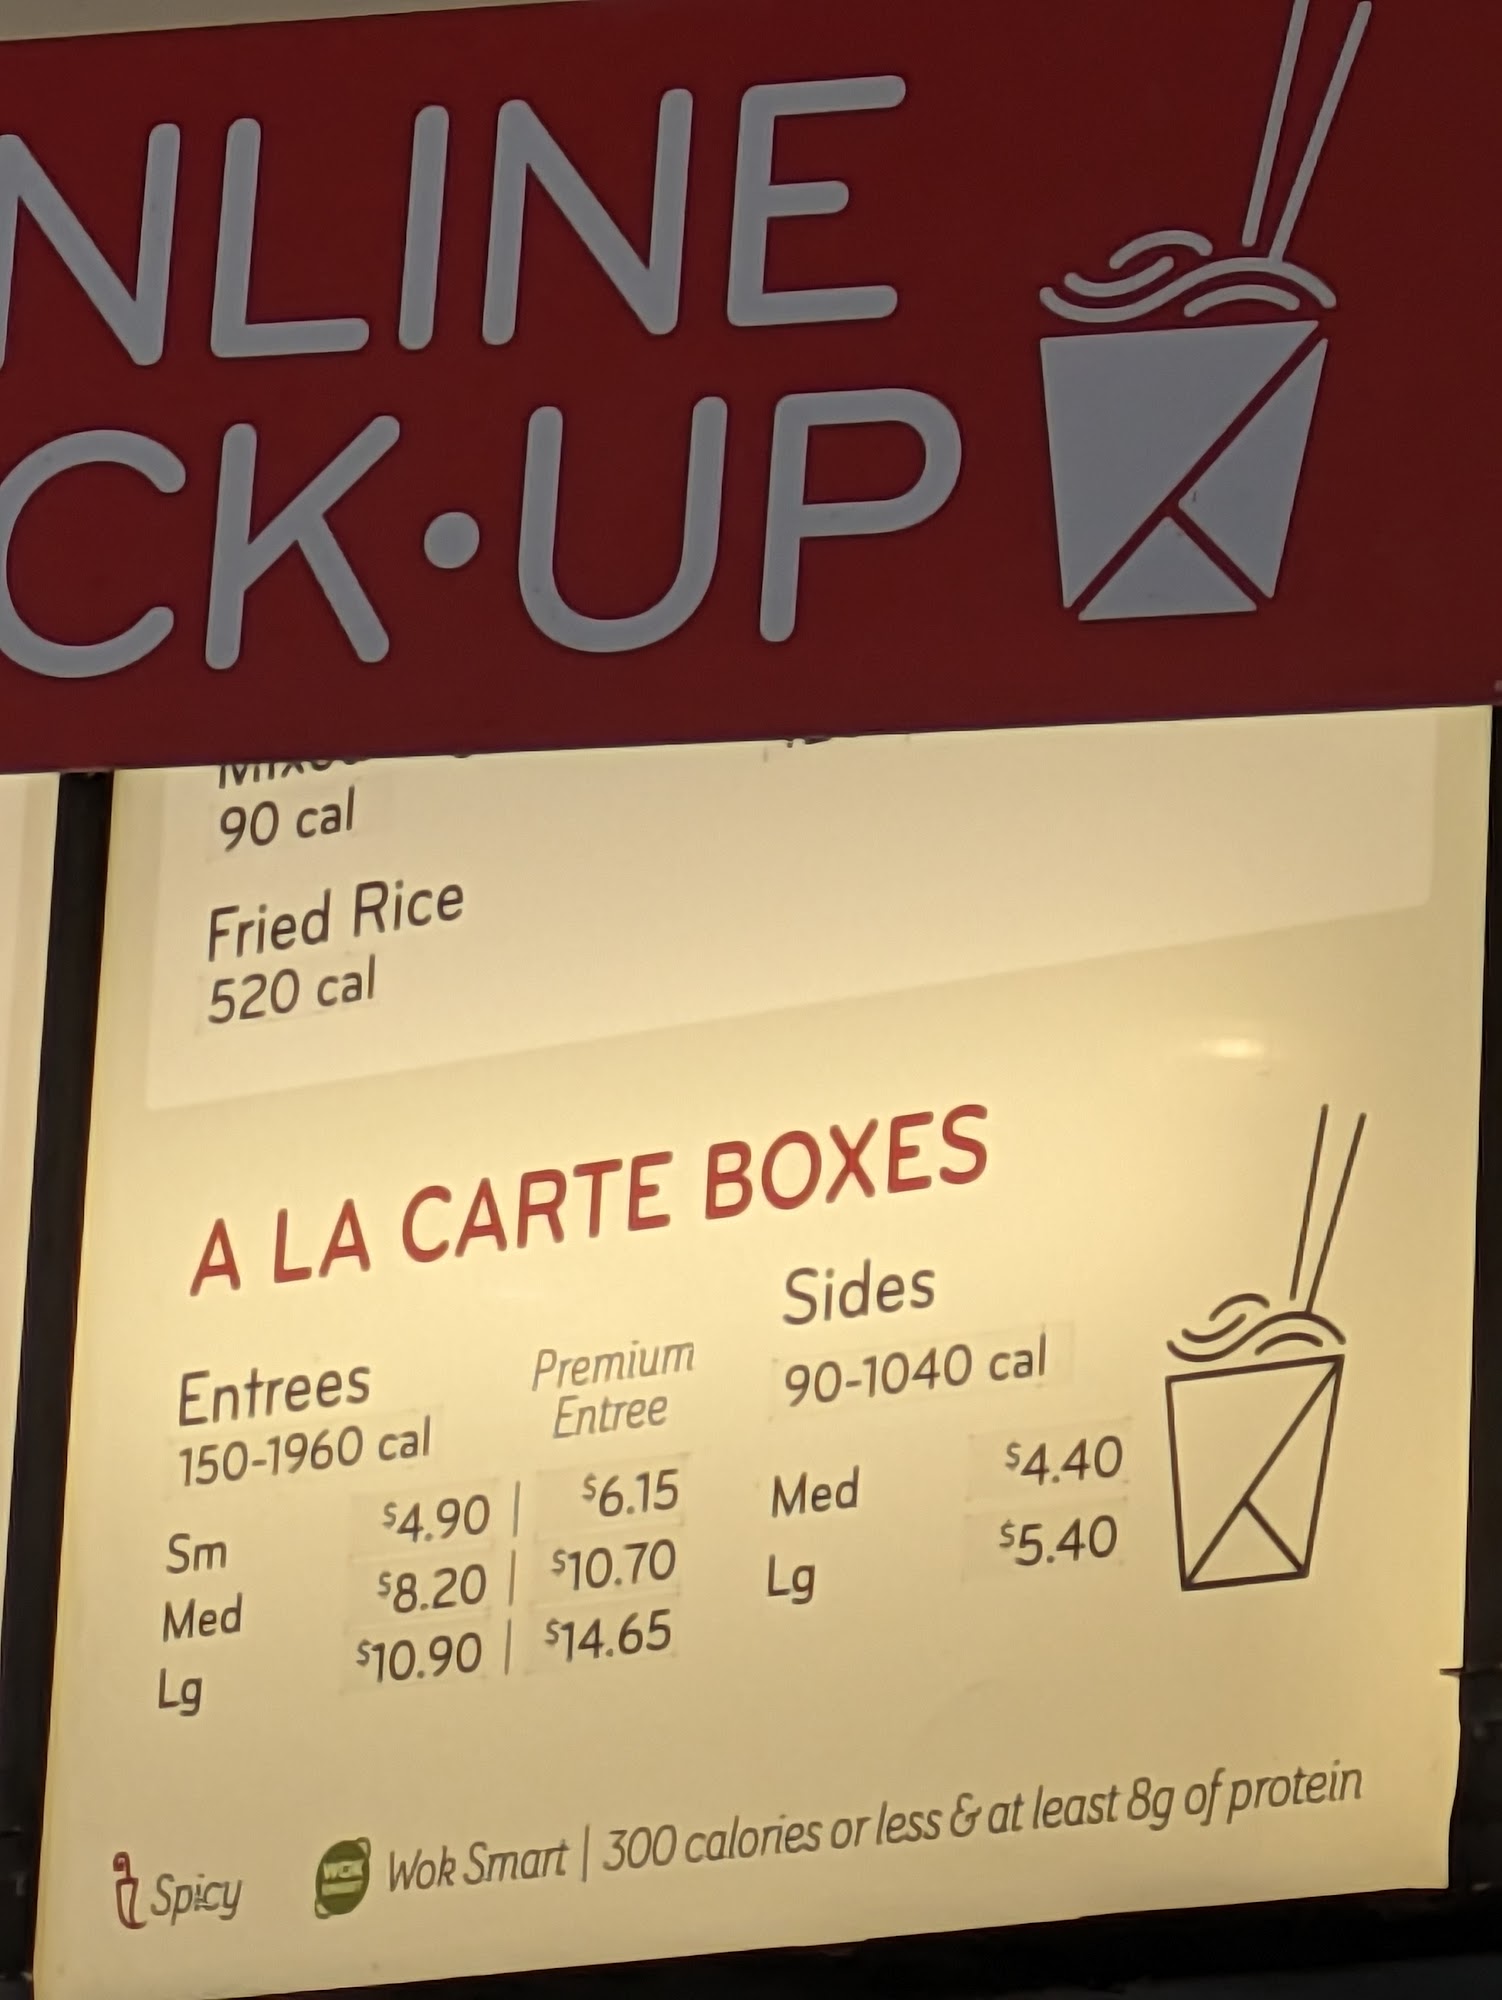 NLINE
CK·UP
90 cal
Fried Rice
520 cal
A LA CARTE BOXES
Entrees
150-1960 cal
Premium
Entree
Sm $4.90 | $6.15
Med $8.20 | $10.70
Lg $10.90 | $14.65
Sides
90-1040 cal
Med $4.40
Lg $5.40
Spicy
WOK
Wok Smart | 300 calories or less & at least 8g of protein